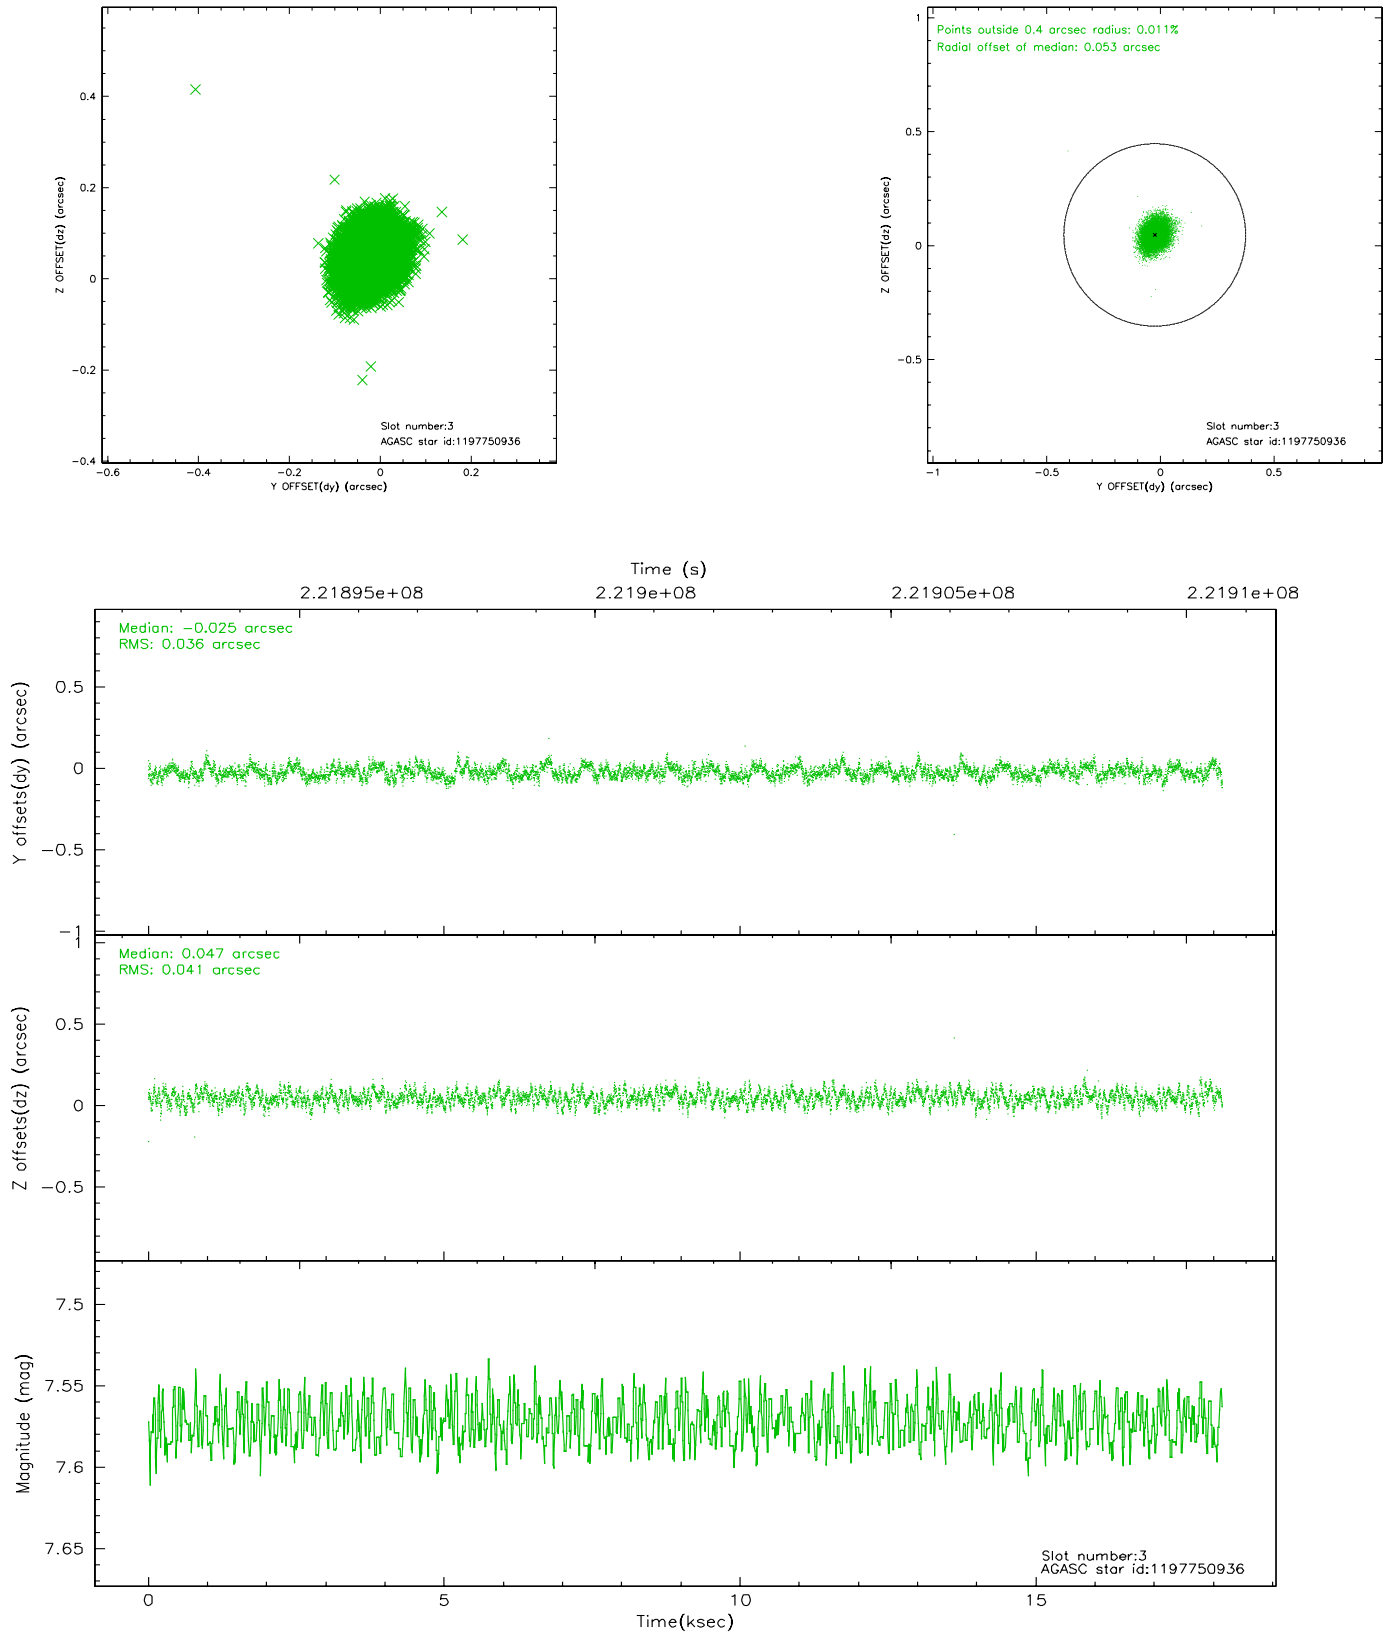 0.4
0.2
0
−0.2
−0.4
Z OFFSET(dz) (arcsec)
Slot number:3
AGASC star id:1197750936
−0.6
−0.4
−0.2
0
0.2
Y OFFSET(dy) (arcsec)
Points outside 0.4 arcsec radius: 0.011%
Radial offset of median: 0.053 arcsec
1
0.5
0
−0.5
Z OFFSET(dz) (arcsec)
Slot number:3
AGASC star id:1197750936
−1
−0.5
0
0.5
Y OFFSET(dy) (arcsec)
Time (s)
2.21895e+08
2.219e+08
2.21905e+08
2.2191e+08
Median: −0.025 arcsec
RMS: 0.036 arcsec
0.5
0
−0.5
−1
Y offsets(dy) (arcsec)
Median: 0.047 arcsec
RMS: 0.041 arcsec
1
0.5
0
−0.5
Z offsets(dz) (arcsec)
7.5
7.55
7.6
7.65
Magnitude (mag)
Slot number:3
AGASC star id:1197750936
0
5
10
15
Time(ksec)